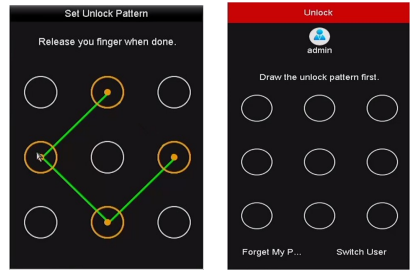 Set Unlock Pattern
Release you finger when done.
Unlock
admin
Draw the unlock pattern first.
Forget My P...
Switch User